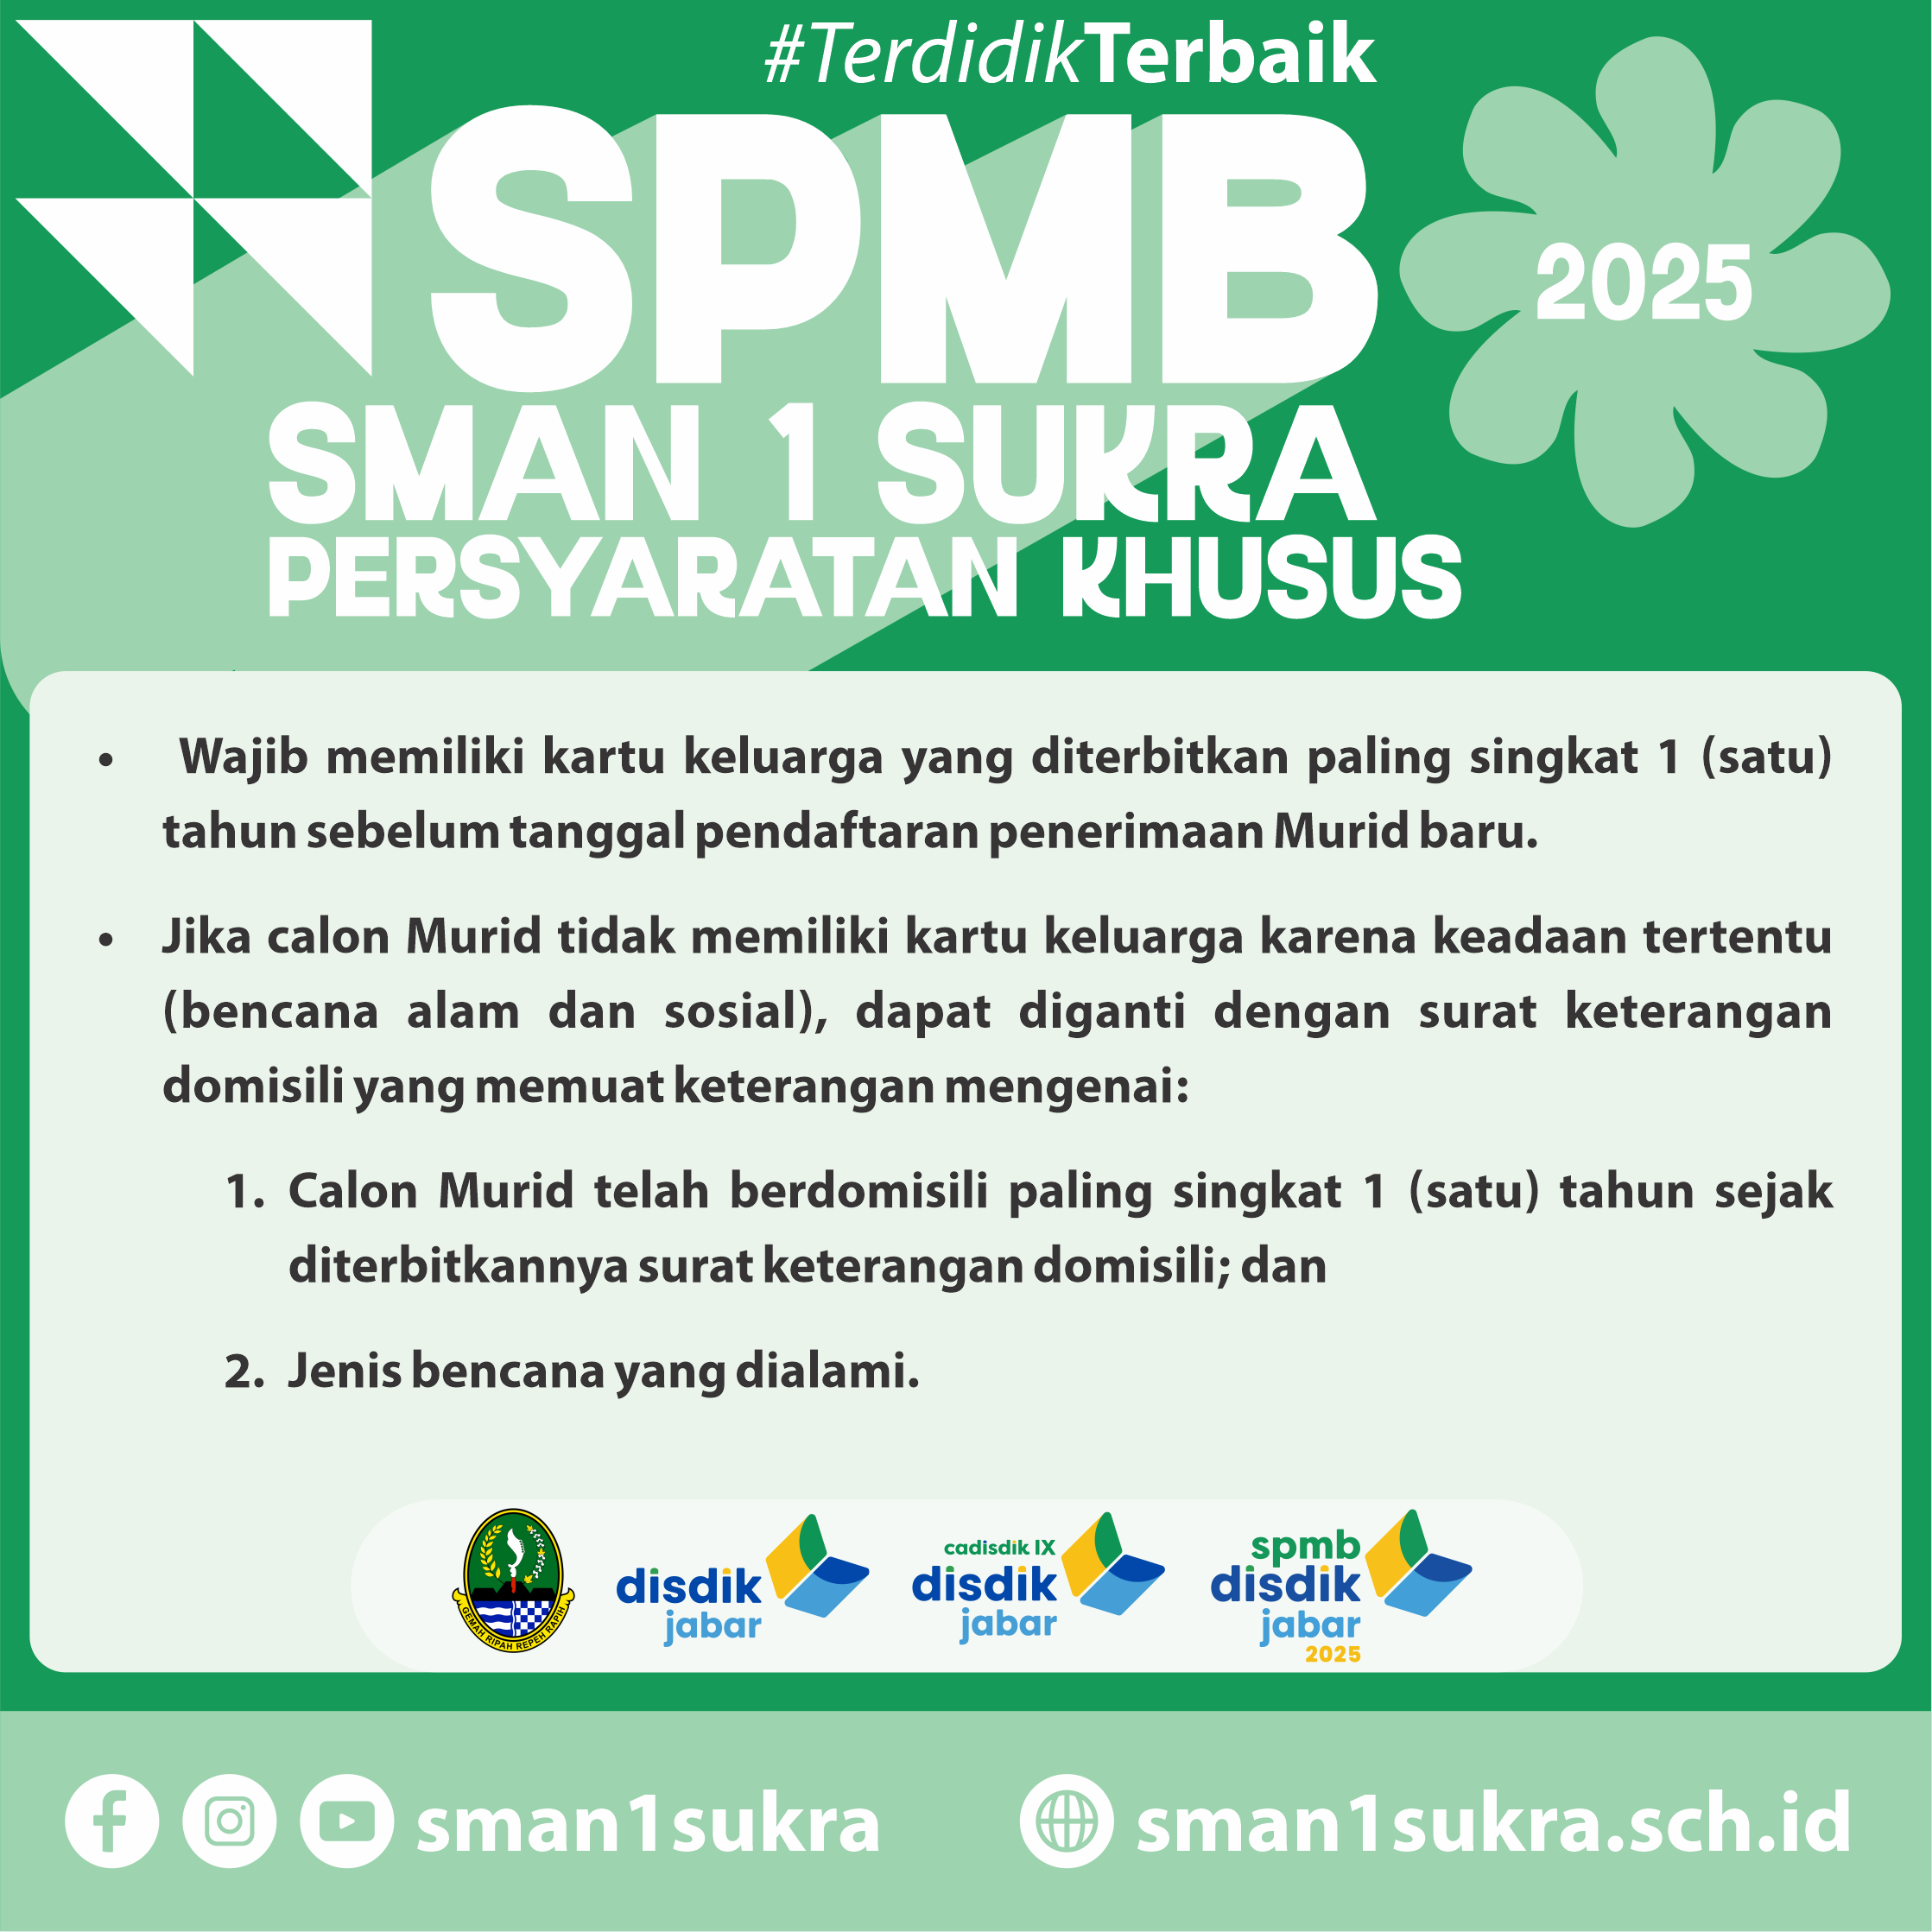 #TerdidikTerbaik
SPMB
2025
SMAN 1 SUKRA
PERSYARATAN KHUSUS
• Wajib memiliki kartu keluarga yang diterbitkan paling singkat 1 (satu)
tahun sebelum tanggal pendaftaran penerimaan Murid baru.
• Jika calon Murid tidak memiliki kartu keluarga karena keadaan tertentu
(bencana alam dan sosial), dapat diganti dengan surat keterangan
domisili yang memuat keterangan mengenai:
1. Calon Murid telah berdomisili paling singkat 1 (satu) tahun sejak
diterbitkannya surat keterangan domisili; dan
2. Jenis bencana yang dialami.
GEMAH RIPAH REPEH RAPIH
disdik
jabar
cadisdik IX
disdik
jabar
spmb
disdik
jabar
2025
sman1sukra
sman1sukra.sch.id